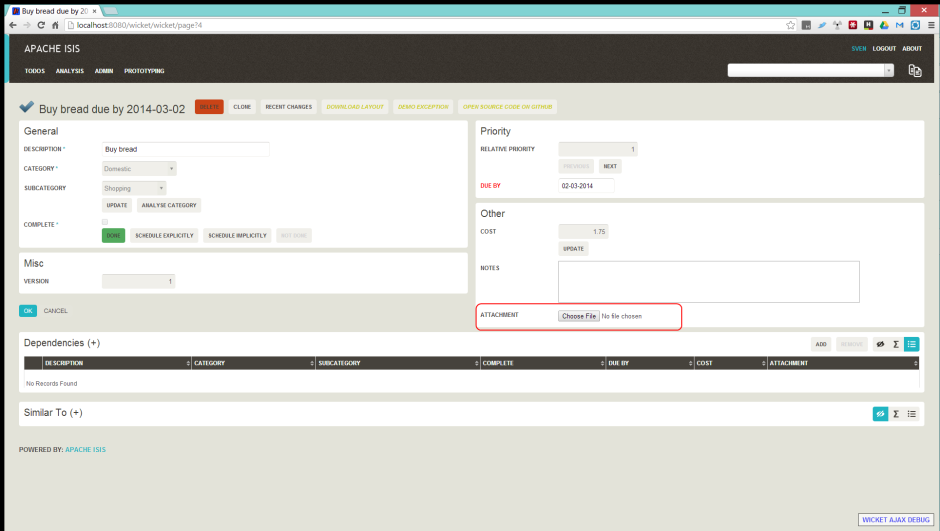 Buy bread due by 20
localhost:8080/wicket/wicket/page?4
APACHE ISIS
SVEN LOGOUT ABOUT
TODOS ANALYSIS ADMIN PROTOTYPING
Buy bread due by 2014-03-02 DELETE CLONE RECENT CHANGES DOWNLOAD LAYOUT DEMO EXCEPTION OPEN SOURCE CODE ON GITHUB
General
DESCRIPTION * Buy bread
CATEGORY * Domestic
SUBCATEGORY Shopping
UPDATE ANALYSE CATEGORY
COMPLETE *
DONE SCHEDULE EXPLICITLY SCHEDULE IMPLICITLY NOT DONE
Misc
VERSION 1
OK CANCEL
Priority
RELATIVE PRIORITY 1
PREVIOUS NEXT
DUE BY 02-03-2014
Other
COST 1.75
UPDATE
NOTES
ATTACHMENT Choose File No file chosen
Dependencies (+) ADD REMOVE Σ
DESCRIPTION CATEGORY SUBCATEGORY COMPLETE DUE BY COST ATTACHMENT
No Records Found
Similar To (+) Σ
POWERED BY: APACHE ISIS
WICKET AJAX DEBUG